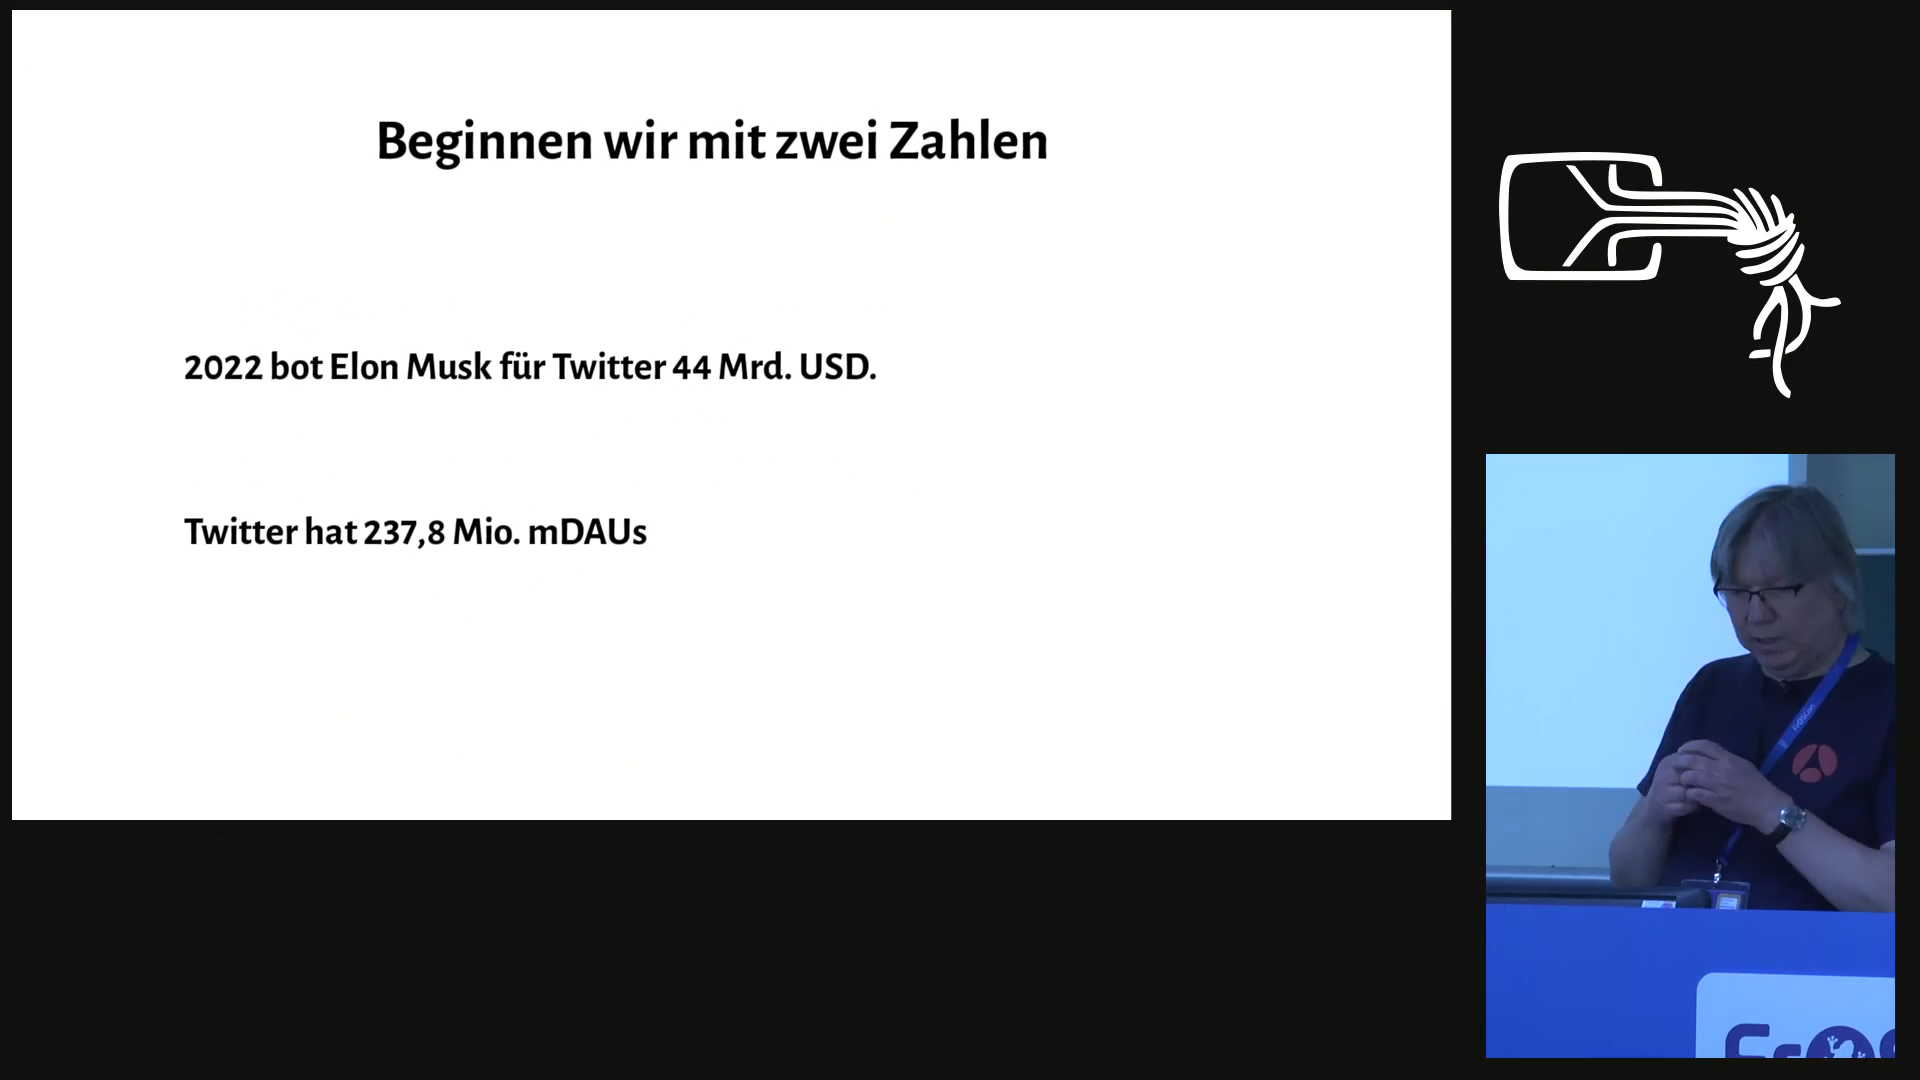 Beginnen wir mit zwei Zahlen
2022 bot Elon Musk für Twitter 44 Mrd. USD.
Twitter hat 237,8 Mio. mDAUs
FrOSCon